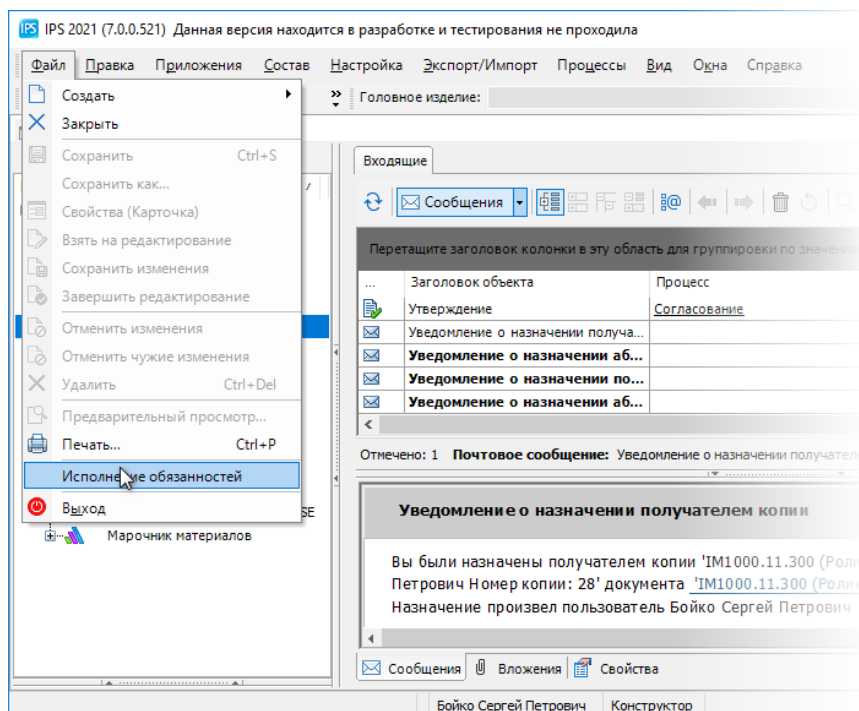 IPS IPS 2021 (7.0.0.521) Данная версия находится в разработке и тестирования не проходила
Файл Правка Приложения Состав Настройка Экспорт/Импорт Процессы Вид Окна Справка
Создать
Головное изделие:
Закрыть
Сохранить Ctrl+S
Сохранить как...
Свойства (Карточка)
Взять на редактирование
Сохранить изменения
Завершить редактирование
Отменить изменения
Отменить чужие изменения
Удалить Ctrl+Del
Предварительный просмотр...
Печать... Ctrl+P
Исполнение обязанностей
Выход
SE
Марочник материалов
Входящие
Сообщения
Перетащите заголовок колонки в эту область для группировки по значения
... Заголовок объекта Процесс
Утверждение Согласование
Уведомление о назначении получа...
Уведомление о назначении аб...
Уведомление о назначении по...
Уведомление о назначении аб...
Отмечено: 1 Почтовое сообщение: Уведомление о назначении получател
Уведомление о назначении получателем копии
Вы были назначены получателем копии 'IM1000.11.300 (Роли
Петрович Номер копии: 28' документа 'IM1000.11.300 (Ролик
Назначение произвел пользователь Бойко Сергей Петрович
Сообщения Вложения Свойства
Бойко Сергей Петрович Конструктор